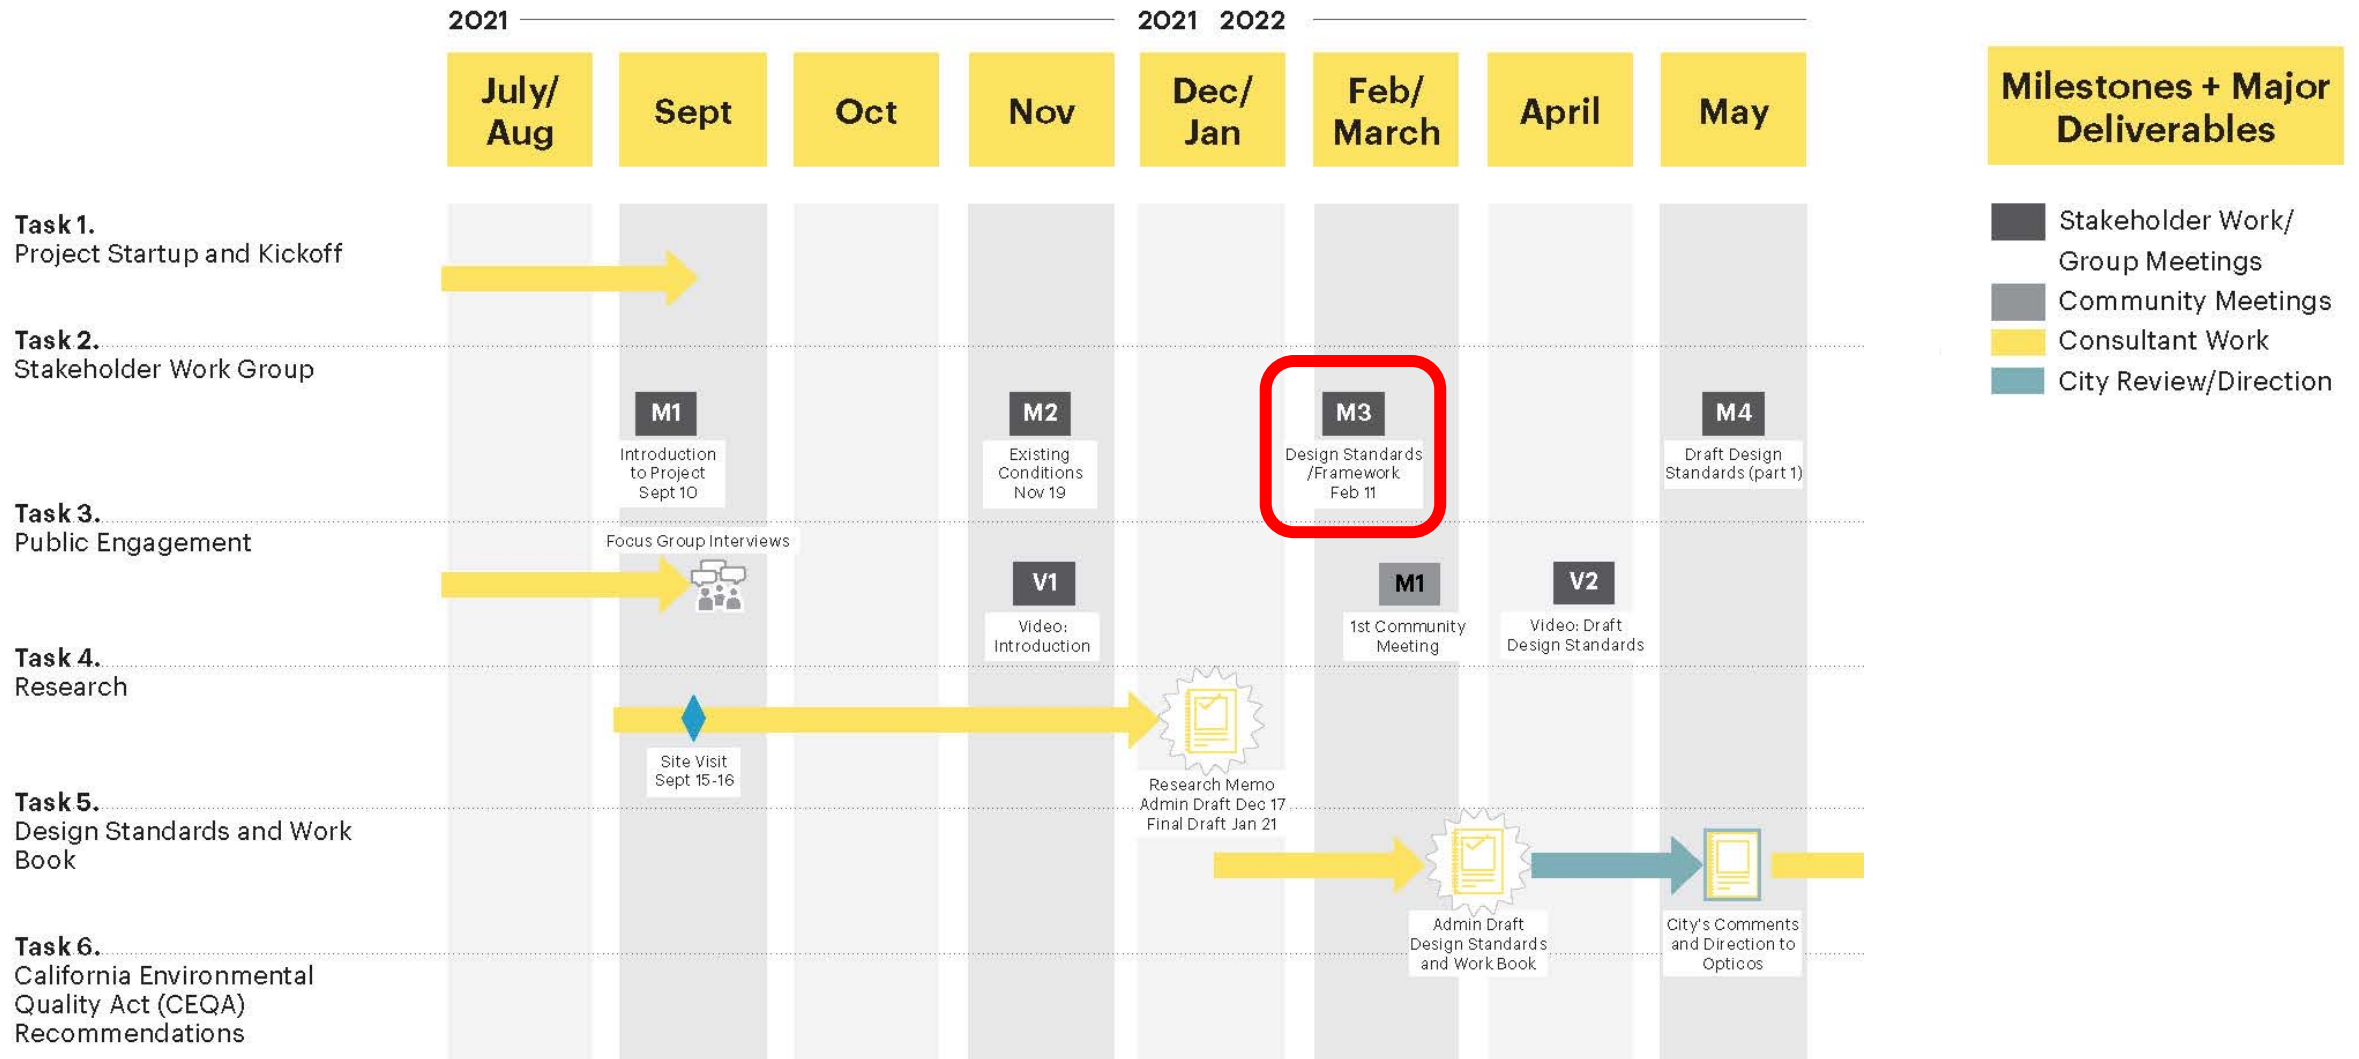 2021
2021 2022
July/
Aug
Sept
Oct
Nov
Dec/
Jan
Feb/
March
April
May
Milestones + Major
Deliverables
Stakeholder Work/
Group Meetings
Community Meetings
Consultant Work
City Review/Direction
Task 1.
Project Startup and Kickoff
Task 2.
Stakeholder Work Group
M1
Introduction
to Project
Sept 10
M2
Existing
Conditions
Nov 19
M3
Design Standards
/Framework
Feb 11
M4
Draft Design
Standards (part 1)
Task 3.
Public Engagement
Focus Group Interviews
V1
Video:
Introduction
M1
1st Community
Meeting
V2
Video: Draft
Design Standards
Task 4.
Research
Site Visit
Sept 15-16
Research Memo
Admin Draft Dec 17
Final Draft Jan 21
Task 5.
Design Standards and Work
Book
Admin Draft
Design Standards
and Work Book
City's Comments
and Direction to
Opticos
Task 6.
California Environmental
Quality Act (CEQA)
Recommendations